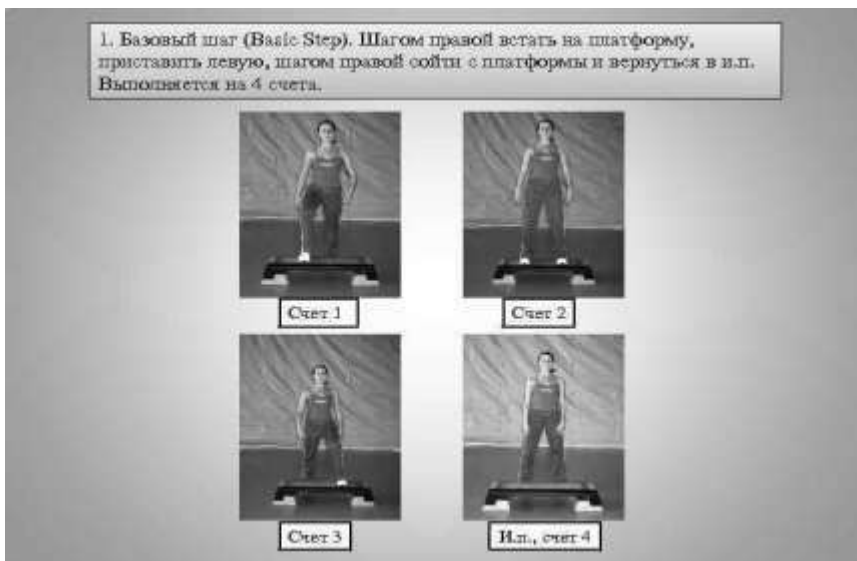 1. Базовый шаг (Basic Step). Шагом правой встать на платформу,
приставить левую, шагом правой сойти с платформы и вернуться в и.п.
Выполняется на 4 счета.
Счет 1
Счет 2
Счет 3
И.п., счет 4